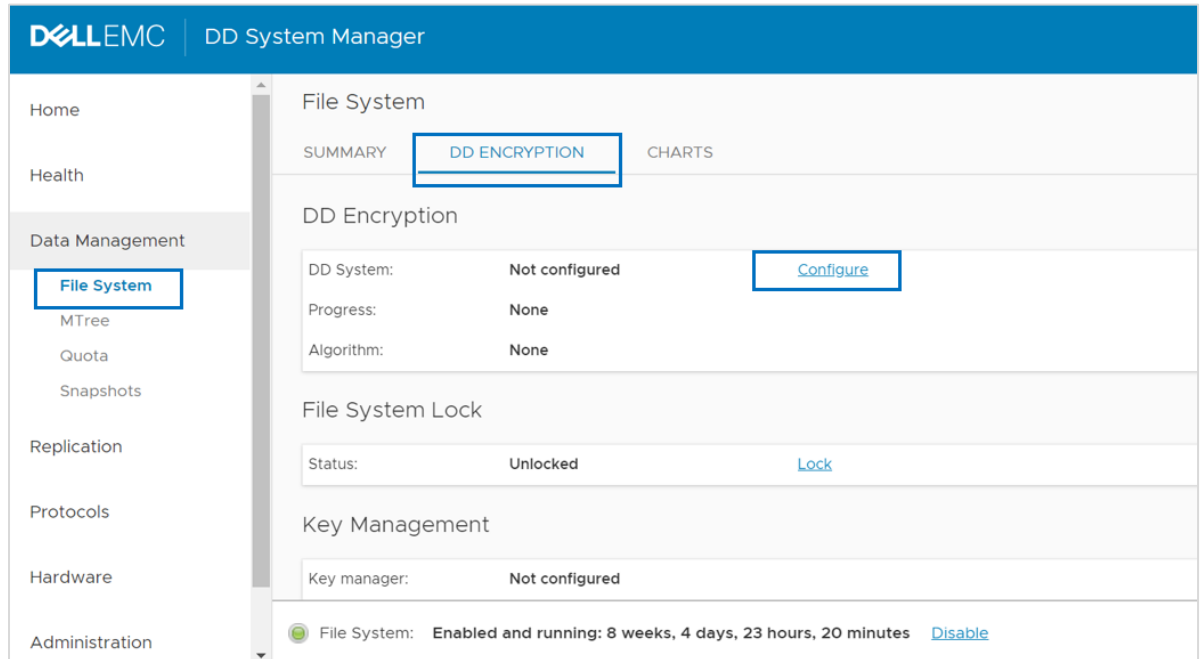 DELLEMC DD System Manager
Home
Health
Data Management
File System
MTree
Quota
Snapshots
Replication
Protocols
Hardware
Administration
File System
SUMMARY DD ENCRYPTION CHARTS
DD Encryption
DD System: Not configured Configure
Progress: None
Algorithm: None
File System Lock
Status: Unlocked Lock
Key Management
Key manager: Not configured
File System: Enabled and running: 8 weeks, 4 days, 23 hours, 20 minutes Disable